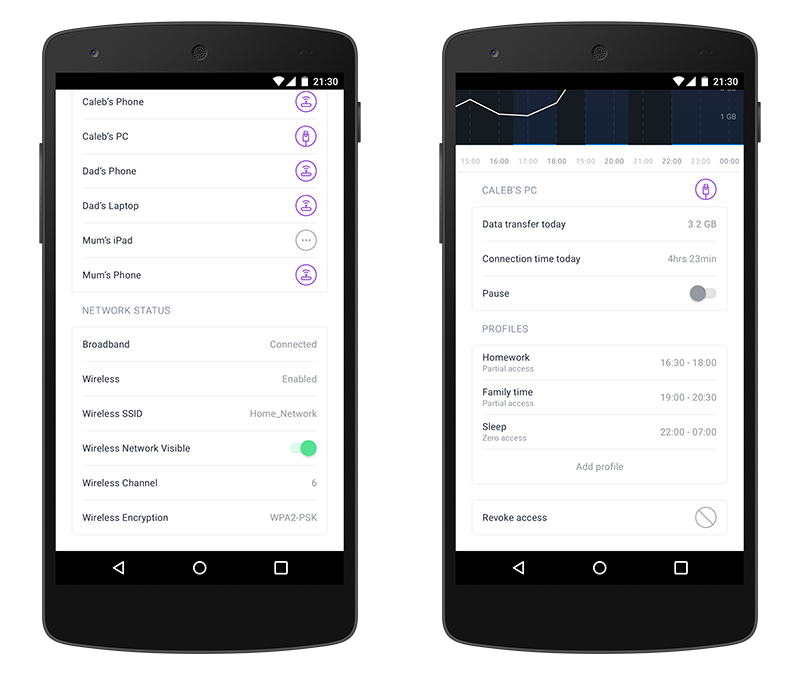 21:30
Caleb's Phone
Caleb's PC
Dad's Phone
Dad's Laptop
Mum's iPad
Mum's Phone
NETWORK STATUS
Broadband Connected
Wireless Enabled
Wireless SSID Home_Network
Wireless Network Visible
Wireless Channel 6
Wireless Encryption WPA2-PSK
21:30
1 GB
15:00 16:00 17:00 18:00 19:00 20:00 21:00 22:00 23:00 00:00
CALEB'S PC
Data transfer today 3.2 GB
Connection time today 4hrs 23min
Pause
PROFILES
Homework 16:30 - 18:00
Partial access
Family time 19:00 - 20:30
Partial access
Sleep 22:00 - 07:00
Zero access
Add profile
Revoke access